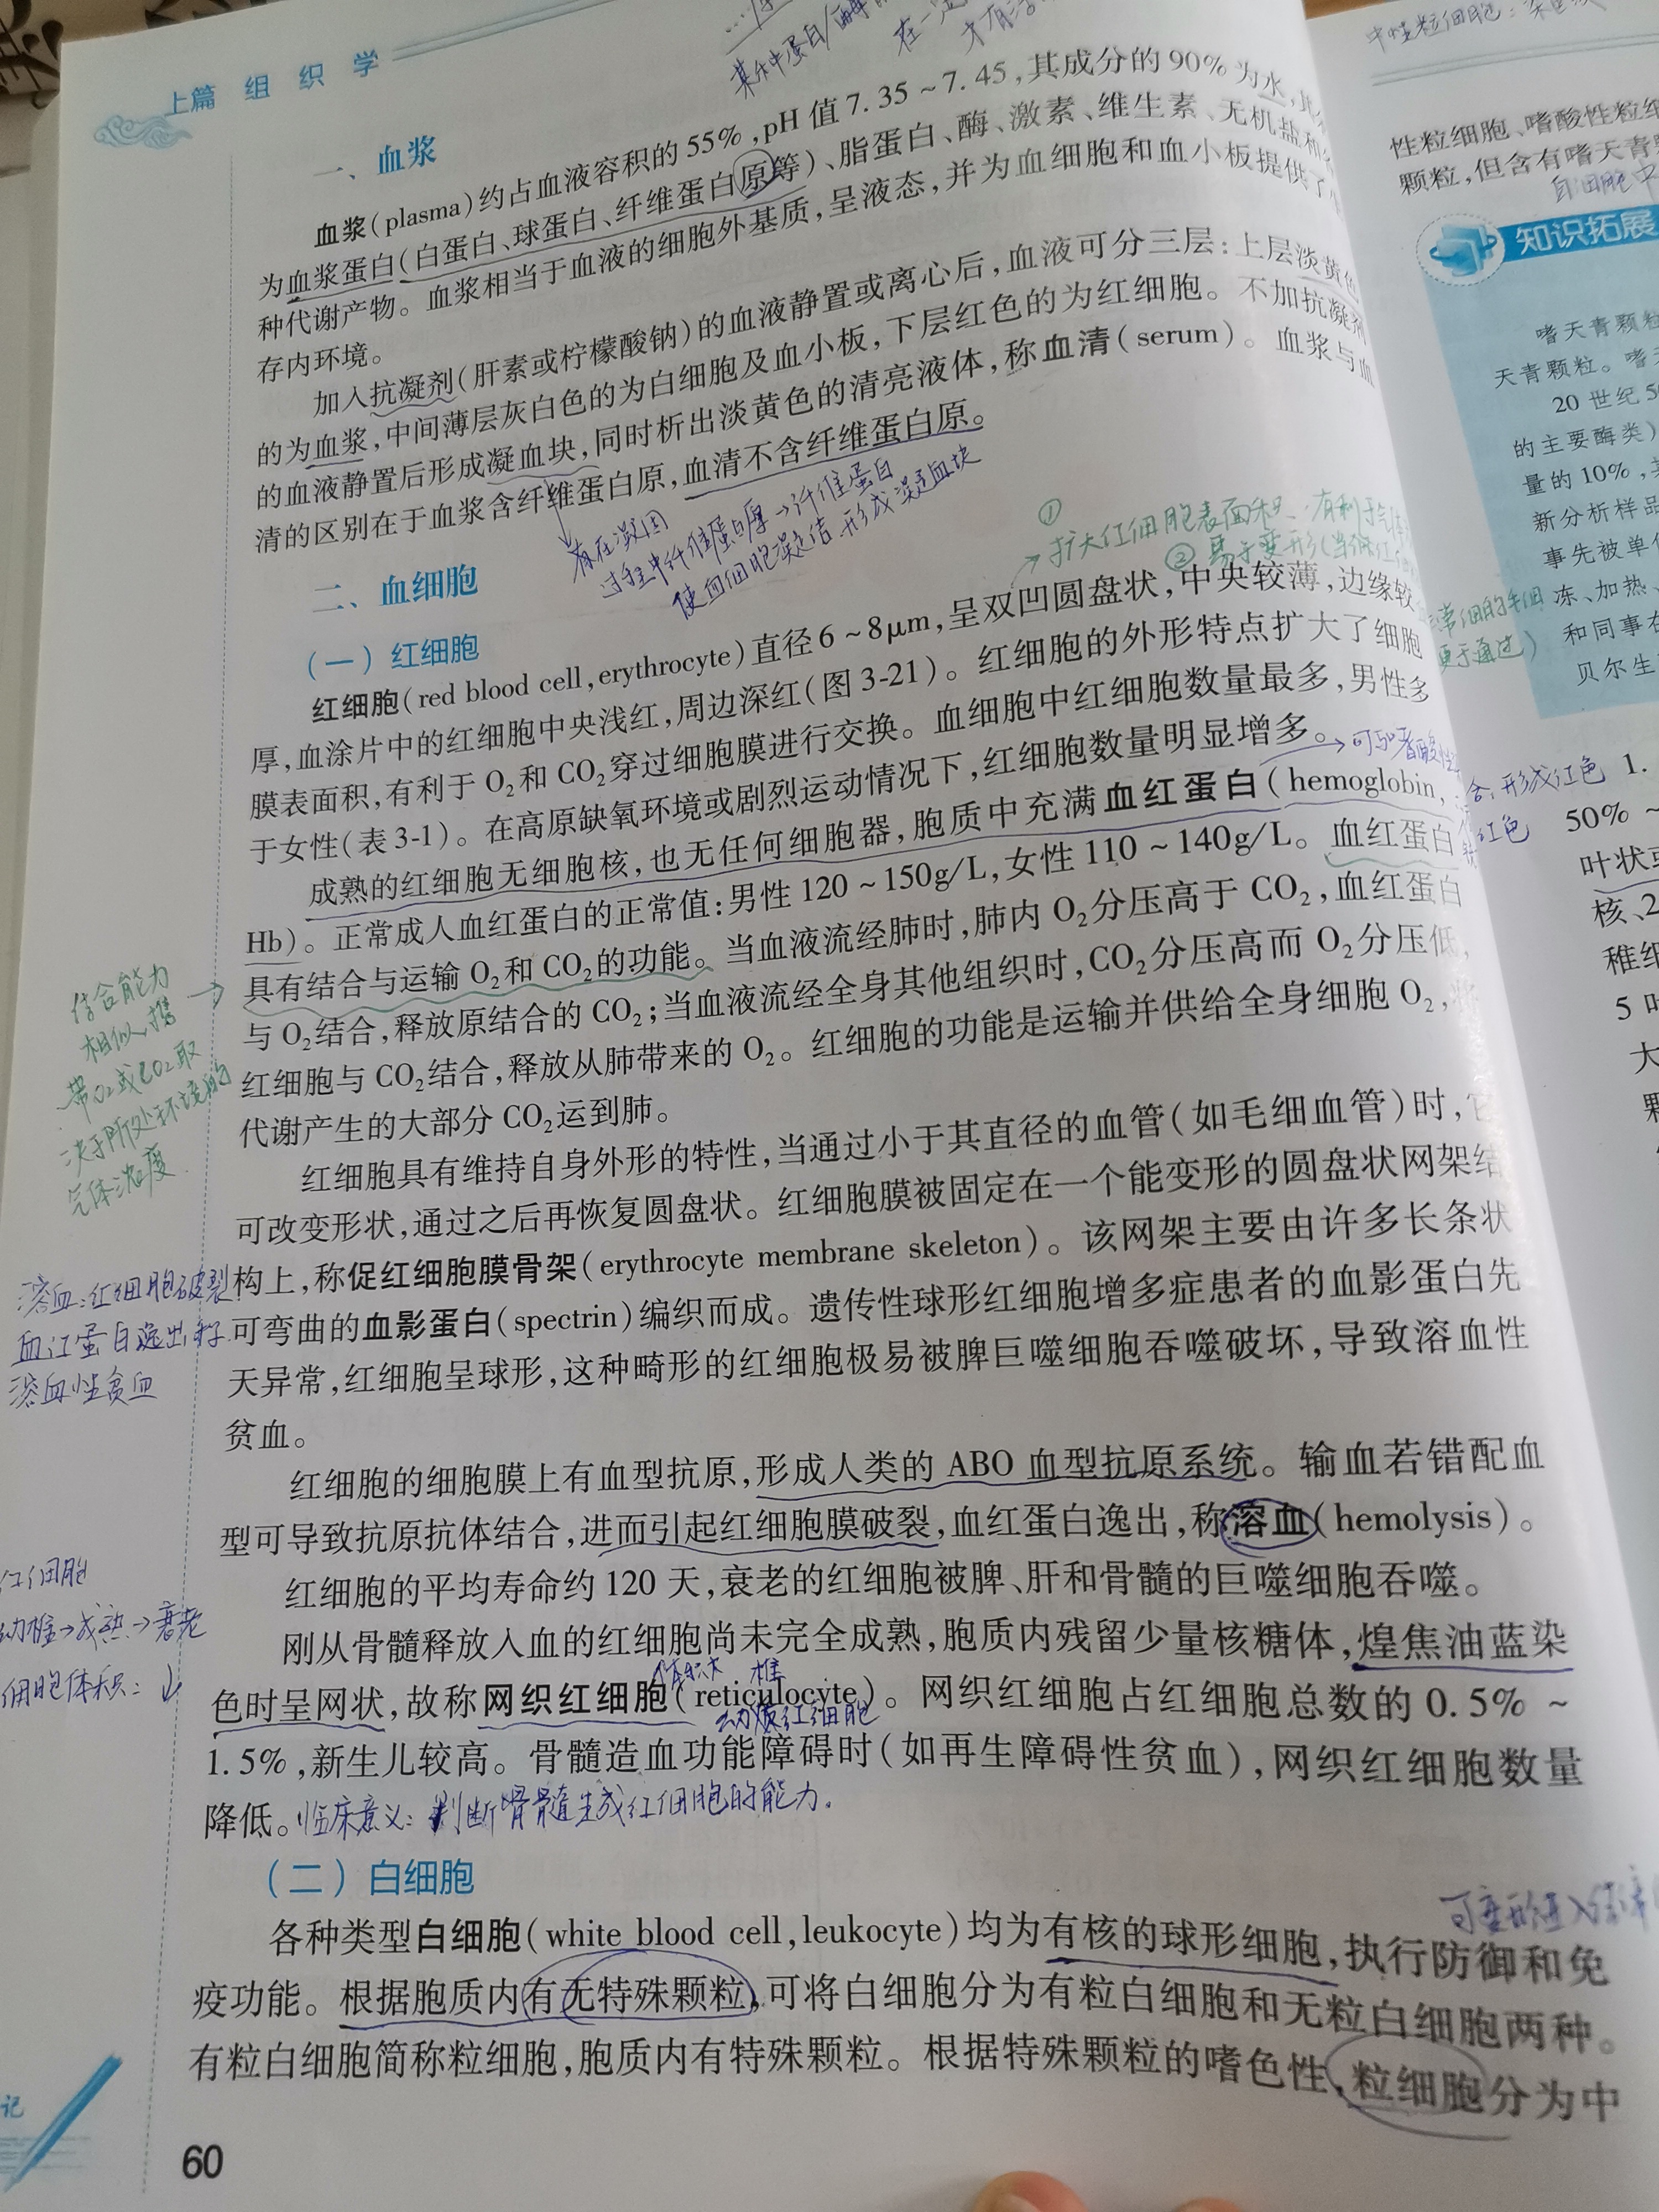 上篇 组织学
某些中蛋白/酶
在一定
才有活
中性粒细胞：
一、血浆
血浆(plasma)约占血液容积的55%,pH值7.35~7.45,其成分的90%为水,
为血浆蛋白(白蛋白、球蛋白、纤维蛋白原等)、脂蛋白、酶、激素、维生素、无机盐和
种代谢产物。血浆相当于血液的细胞外基质,呈液态,并为血细胞和血小板提供了
存内环境。
加入抗凝剂(肝素或柠檬酸钠)的血液静置或离心后,血液可分三层:上层淡黄色
的为血浆,中间薄层灰白色的为白细胞及血小板,下层红色的为红细胞。不加抗凝剂
的血液静置后形成凝血块,同时析出淡黄色的清亮液体,称血清(serum)。血浆与血
清的区别在于血浆含纤维蛋白原,血清不含纤维蛋白原。
过程中纤维蛋白原→纤维蛋白
使血细胞凝结形成凝血块
① 扩大红细胞表面积,有利于气
② 易于变形(
更于通过)
二、血细胞
(一)红细胞
红细胞(red blood cell,erythrocyte)直径6~8μm,呈双凹圆盘状,中央较薄,边缘较
厚,血涂片中的红细胞中央浅红,周边深红(图3-21)。红细胞的外形特点扩大了细胞
膜表面积,有利于O₂和CO₂穿过细胞膜进行交换。血细胞中红细胞数量最多,男性多
于女性(表3-1)。在高原缺氧环境或剧烈运动情况下,红细胞数量明显增多。
→可与嗜酸性
合,形成红色
红色
成熟的红细胞无细胞核,也无任何细胞器,胞质中充满血红蛋白(hemoglobin,
Hb)。正常成人血红蛋白的正常值:男性120~150g/L,女性110~140g/L。血红蛋白
具有结合与运输O₂和CO₂的功能。当血液流经肺时,肺内O₂分压高于CO₂,血红蛋白
与O₂结合,释放原结合的CO₂;当血液流经全身其他组织时,CO₂分压高而O₂分压低,
红细胞与CO₂结合,释放从肺带来的O₂。红细胞的功能是运输并供给全身细胞O₂,将
代谢产生的大部分CO₂运到肺。
结合能力
相似,携
带O₂或CO₂取
决于所处环境的
气体浓度
红细胞具有维持自身外形的特性,当通过小于其直径的血管(如毛细血管)时,它
可改变形状,通过之后再恢复圆盘状。红细胞膜被固定在一个能变形的圆盘状网架结
构上,称促红细胞膜骨架(erythrocyte membrane skeleton)。该网架主要由许多长条状
可弯曲的血影蛋白(spectrin)编织而成。遗传性球形红细胞增多症患者的血影蛋白先
天异常,红细胞呈球形,这种畸形的红细胞极易被脾巨噬细胞吞噬破坏,导致溶血性
贫血。
溶血:红细胞破裂
血红蛋白逸出称
溶血性贫血
红细胞的细胞膜上有血型抗原,形成人类的ABO血型抗原系统。输血若错配血
型可导致抗原抗体结合,进而引起红细胞膜破裂,血红蛋白逸出,称溶血(hemolysis)。
红细胞的平均寿命约120天,衰老的红细胞被脾、肝和骨髓的巨噬细胞吞噬。
红细胞
幼稚→成熟→衰老
细胞体积:↓
刚从骨髓释放入血的红细胞尚未完全成熟,胞质内残留少量核糖体,煌焦油蓝染
色时呈网状,故称网织红细胞(reticulocyte)。网织红细胞占红细胞总数的0.5%~
体积大 稚
红细胞
1.5%,新生儿较高。骨髓造血功能障碍时(如再生障碍性贫血),网织红细胞数量
降低。临床意义:判断骨髓生成红细胞的能力.
(二)白细胞
可变形进入
各种类型白细胞(white blood cell,leukocyte)均为有核的球形细胞,执行防御和免
疫功能。根据胞质内有无特殊颗粒,可将白细胞分为有粒白细胞和无粒白细胞两种。
有粒白细胞简称粒细胞,胞质内有特殊颗粒。根据特殊颗粒的嗜色性,粒细胞分为中
记
60
性粒细胞、嗜酸性粒细
颗粒,但含有嗜天青颗
知识拓展
嗜天青颗粒
天青颗粒。嗜
20世纪5
的主要酶类)
量的10%,
新分析样品
事先被单
冻、加热、
和同事在
贝尔生
1.
50%~
叶状或
核、2
稚细
5叶
大
颗